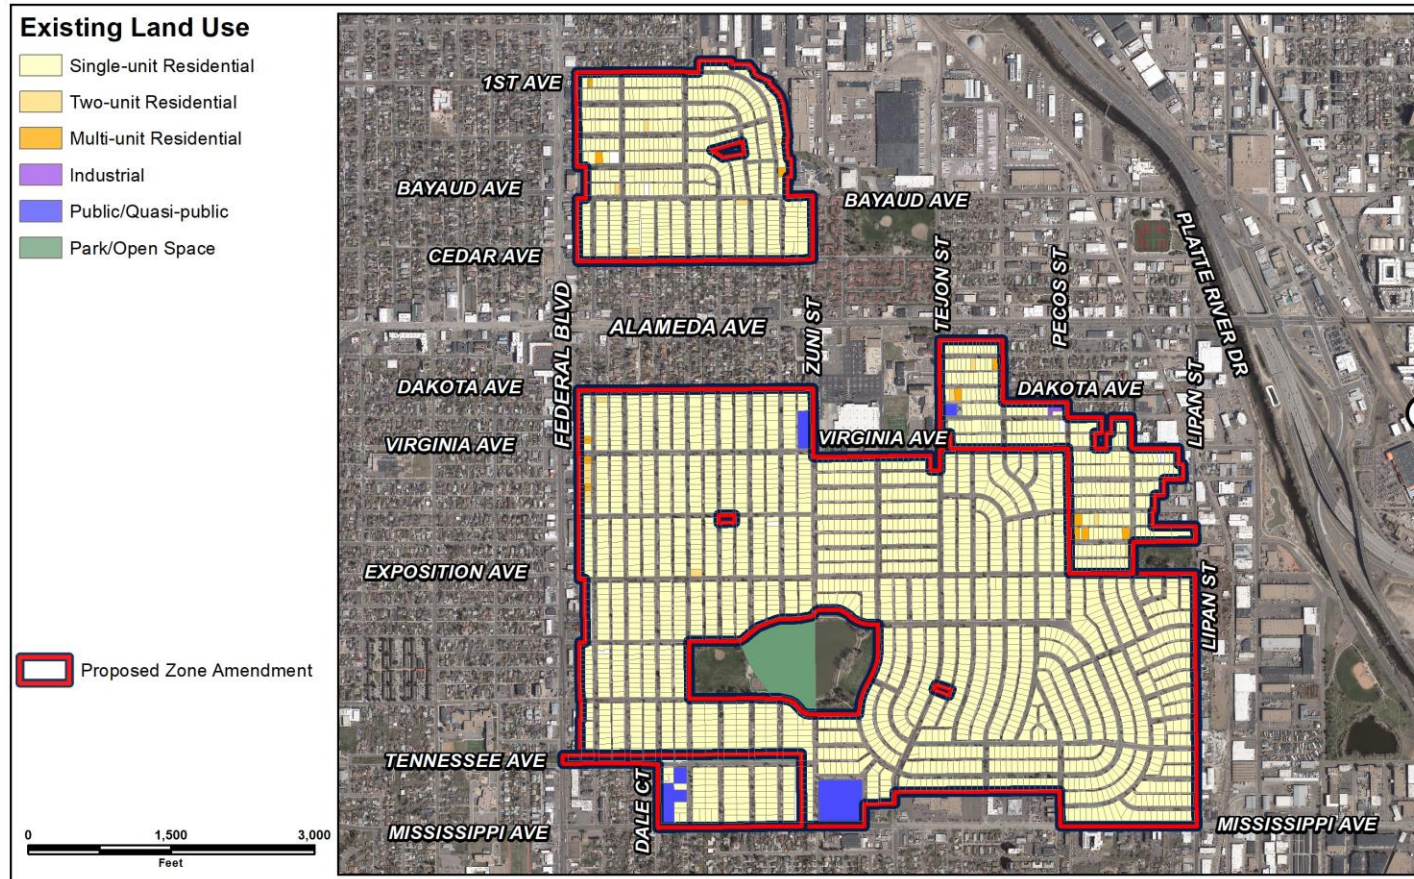 Existing Land Use
Single-unit Residential
Two-unit Residential
Multi-unit Residential
Industrial
Public/Quasi-public
Park/Open Space
Proposed Zone Amendment
0 1,500 3,000
Feet
1ST AVE
BAYAUD AVE
BAYAUD AVE
CEDAR AVE
FEDERAL BLVD
ALAMEDA AVE
ZUNI ST
TEJON ST
PECOS ST
PLATTE RIVER DR
DAKOTA AVE
DAKOTA AVE
LIPAN ST
VIRGINIA AVE
VIRGINIA AVE
EXPOSITION AVE
LIPAN ST
TENNESSEE AVE
DALE CT
MISSISSIPPI AVE
MISSISSIPPI AVE